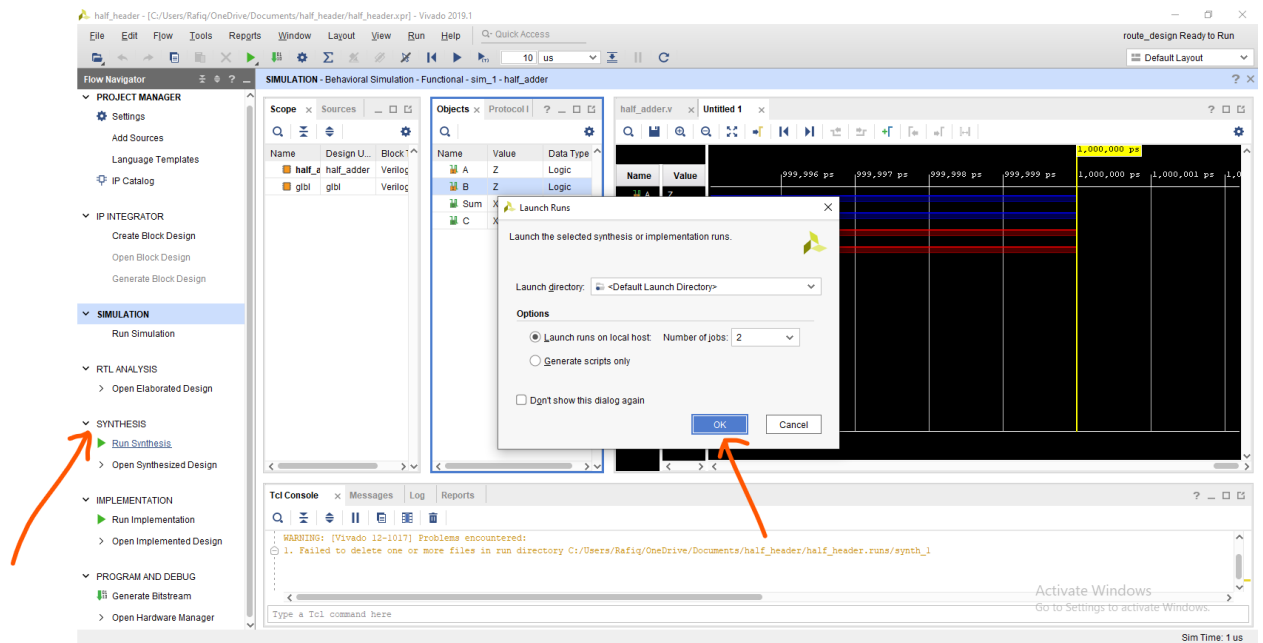 half_header - [C:/Users/Rafiq/OneDrive/Documents/half_header/half_header.xpr] - Vivado 2019.1
File Edit Flow Tools Reports Window Layout View Run Help Quick Access
route_design Ready to Run
10 us
Default Layout
Flow Navigator
SIMULATION - Behavioral Simulation - Functional - sim_1 - half_adder
PROJECT MANAGER
Settings
Add Sources
Language Templates
IP Catalog
IP INTEGRATOR
Create Block Design
Open Block Design
Generate Block Design
SIMULATION
Run Simulation
RTL ANALYSIS
Open Elaborated Design
SYNTHESIS
Run Synthesis
Open Synthesized Design
IMPLEMENTATION
Run Implementation
Open Implemented Design
PROGRAM AND DEBUG
Generate Bitstream
Open Hardware Manager
Scope Sources
Name Design U... Block
half_a half_adder Verilog
glbl glbl Verilog
Objects Protocol I
Name Value Data Type
A Z Logic
B Z Logic
Sum X
C X
half_adder.v Untitled 1
Name Value
A Z
1,000,000 ps
999,996 ps 999,997 ps 999,998 ps 999,999 ps 1,000,000 ps 1,000,001 ps 1,0
Launch Runs
Launch the selected synthesis or implementation runs.
Launch directory: <Default Launch Directory>
Options
Launch runs on local host: Number of jobs: 2
Generate scripts only
Don't show this dialog again
OK Cancel
Tcl Console Messages Log Reports
WARNING: [Vivado 12-1017] Problems encountered:
1. Failed to delete one or more files in run directory C:/Users/Rafiq/OneDrive/Documents/half_header/half_header.runs/synth_1
Type a Tcl command here
Activate Windows
Go to Settings to activate Windows.
Sim Time: 1 us